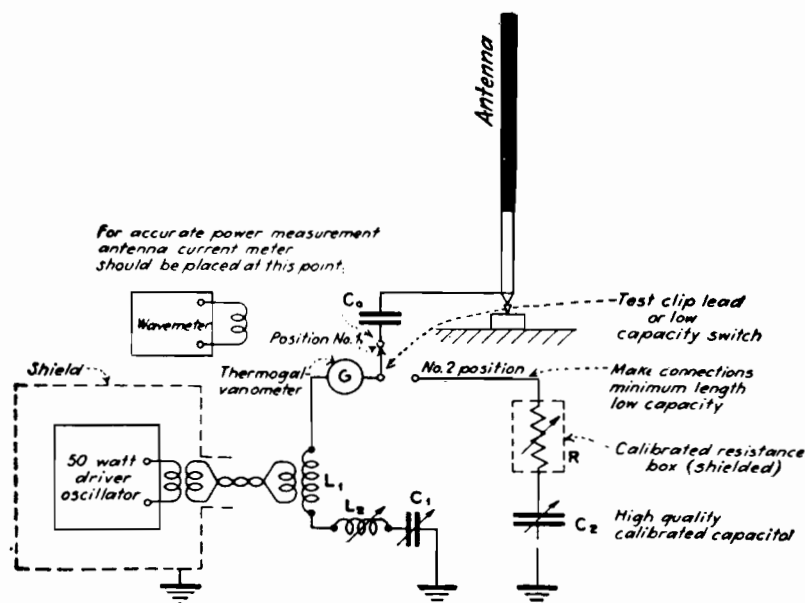 Antenna
For accurate power measurement
antenna current meter
should be placed at this point.
Wavemeter
Co
Position No. 1
Test clip lead
or low
capacity switch
Shield
Thermogal-
vanometer
G
No. 2 position
Make connections
minimum length
low capacity
50 watt
driver
oscillator
L1
L2
C1
R
Calibrated resistance
box (shielded)
C2
High quality
calibrated capacitor